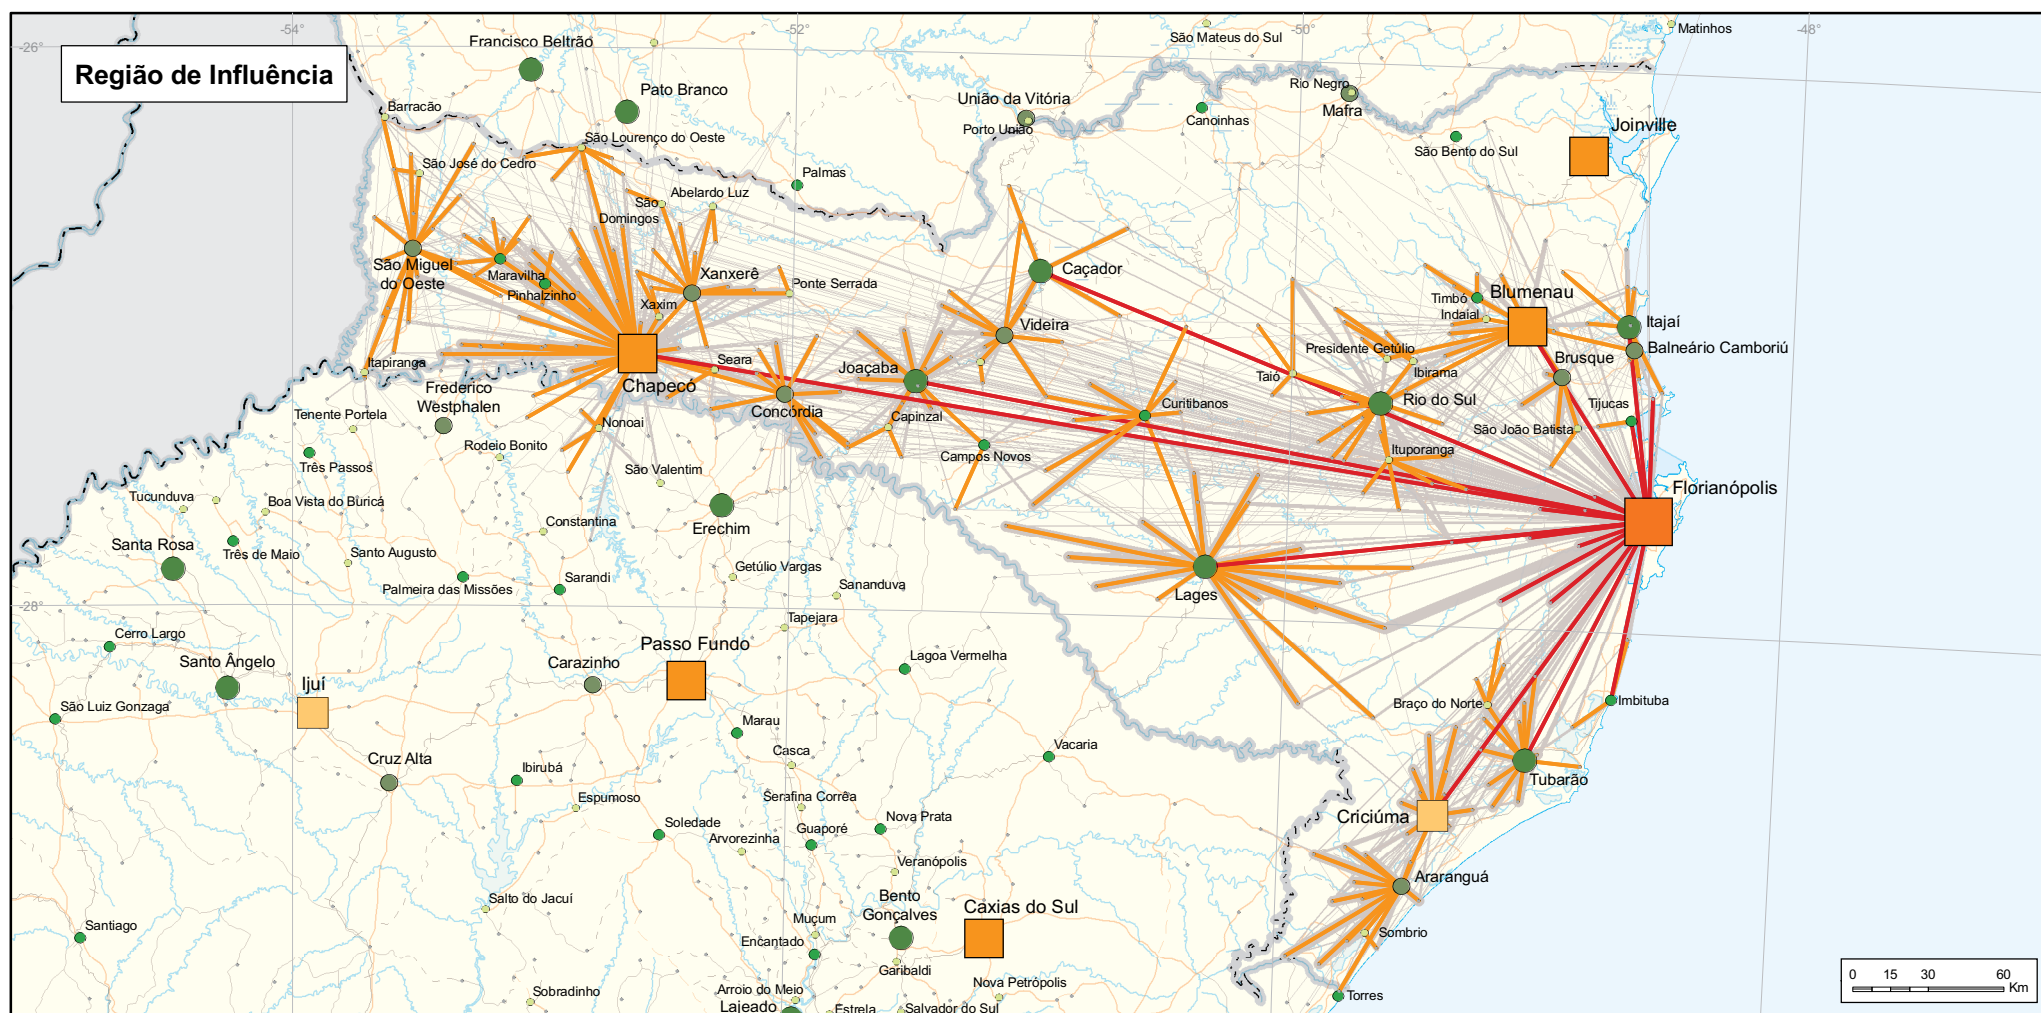 -54°
-52°
-50°
-48°
-26°
Região de Influência
Francisco Beltrão
São Mateus do Sul
Matinhos
Barracão
Pato Branco
União da Vitória
Porto União
Canoinhas
Rio Negro
Mafra
Joinville
São Bento do Sul
São Lourenço do Oeste
São José do Cedro
Palmas
Abelardo Luz
São
Domingos
São Miguel
do Oeste
Maravilha
Pinhalzinho
Xanxerê
Xaxim
Ponte Serrada
Caçador
Videira
Timbó
Indaial
Blumenau
Itajaí
Balneário Camboriú
Brusque
Itapiranga
Chapecó
Seara
Joaçaba
Concórdia
Capinzal
Campos Novos
Curitibanos
Taió
Presidente Getúlio
Ibirama
Rio do Sul
Ituporanga
Tijucas
São João Batista
Florianópolis
Frederico
Westphalen
Tenente Portela
Três Passos
Rodeio Bonito
Nonoai
São Valentim
Tucunduva
Boa Vista do Buricá
Constantina
Erechim
Santa Rosa
Três de Maio
Santo Augusto
Palmeira das Missões
Sarandi
Getúlio Vargas
Sananduva
Lages
-28°
Tapejara
Cerro Largo
Santo Ângelo
Ijuí
Carazinho
Passo Fundo
Lagoa Vermelha
São Luiz Gonzaga
Marau
Casca
Vacaria
Braço do Norte
Imbituba
Tubarão
Cruz Alta
Ibirubá
Espumoso
Soledade
Serafina Corrêa
Guaporé
Nova Prata
Arvorezinha
Veranópolis
Criciúma
Araranguá
Salto do Jacuí
Bento
Gonçalves
Caxias do Sul
Santiago
Muçum
Encantado
Garibaldi
Sombrio
Sobradinho
Arroio do Meio
Lajeado
Estrela
Nova Petrópolis
Salvador do Sul
Torres
0 15 30 60
Km